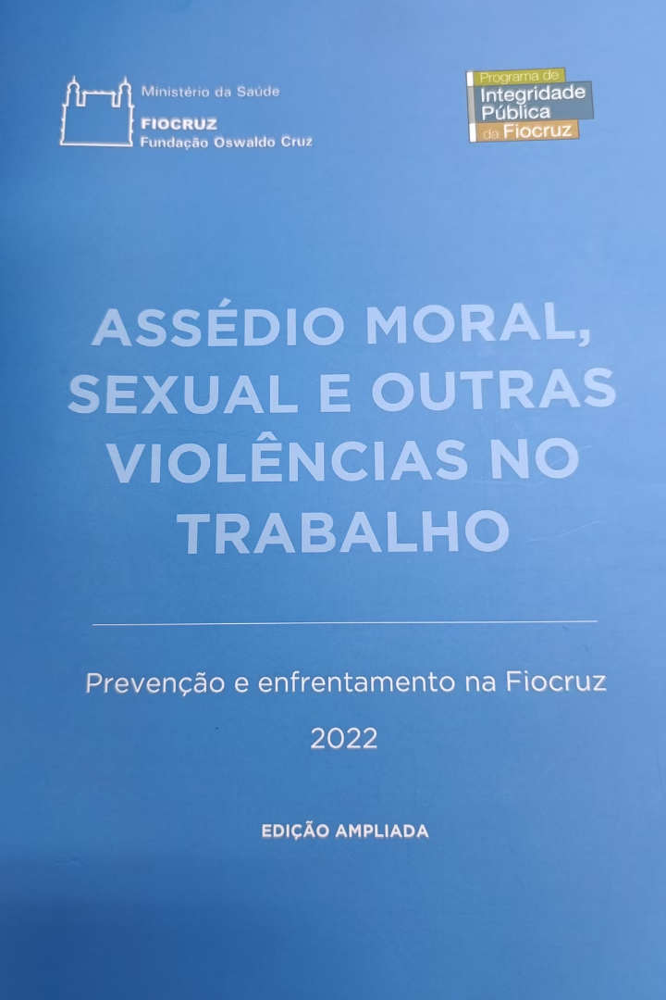 Ministério da Saúde
FIOCRUZ
Fundação Oswaldo Cruz
Programa de
Integridade
Pública
da Fiocruz
ASSÉDIO MORAL,
SEXUAL E OUTRAS
VIOLÊNCIAS NO
TRABALHO
Prevenção e enfrentamento na Fiocruz
2022
EDIÇÃO AMPLIADA